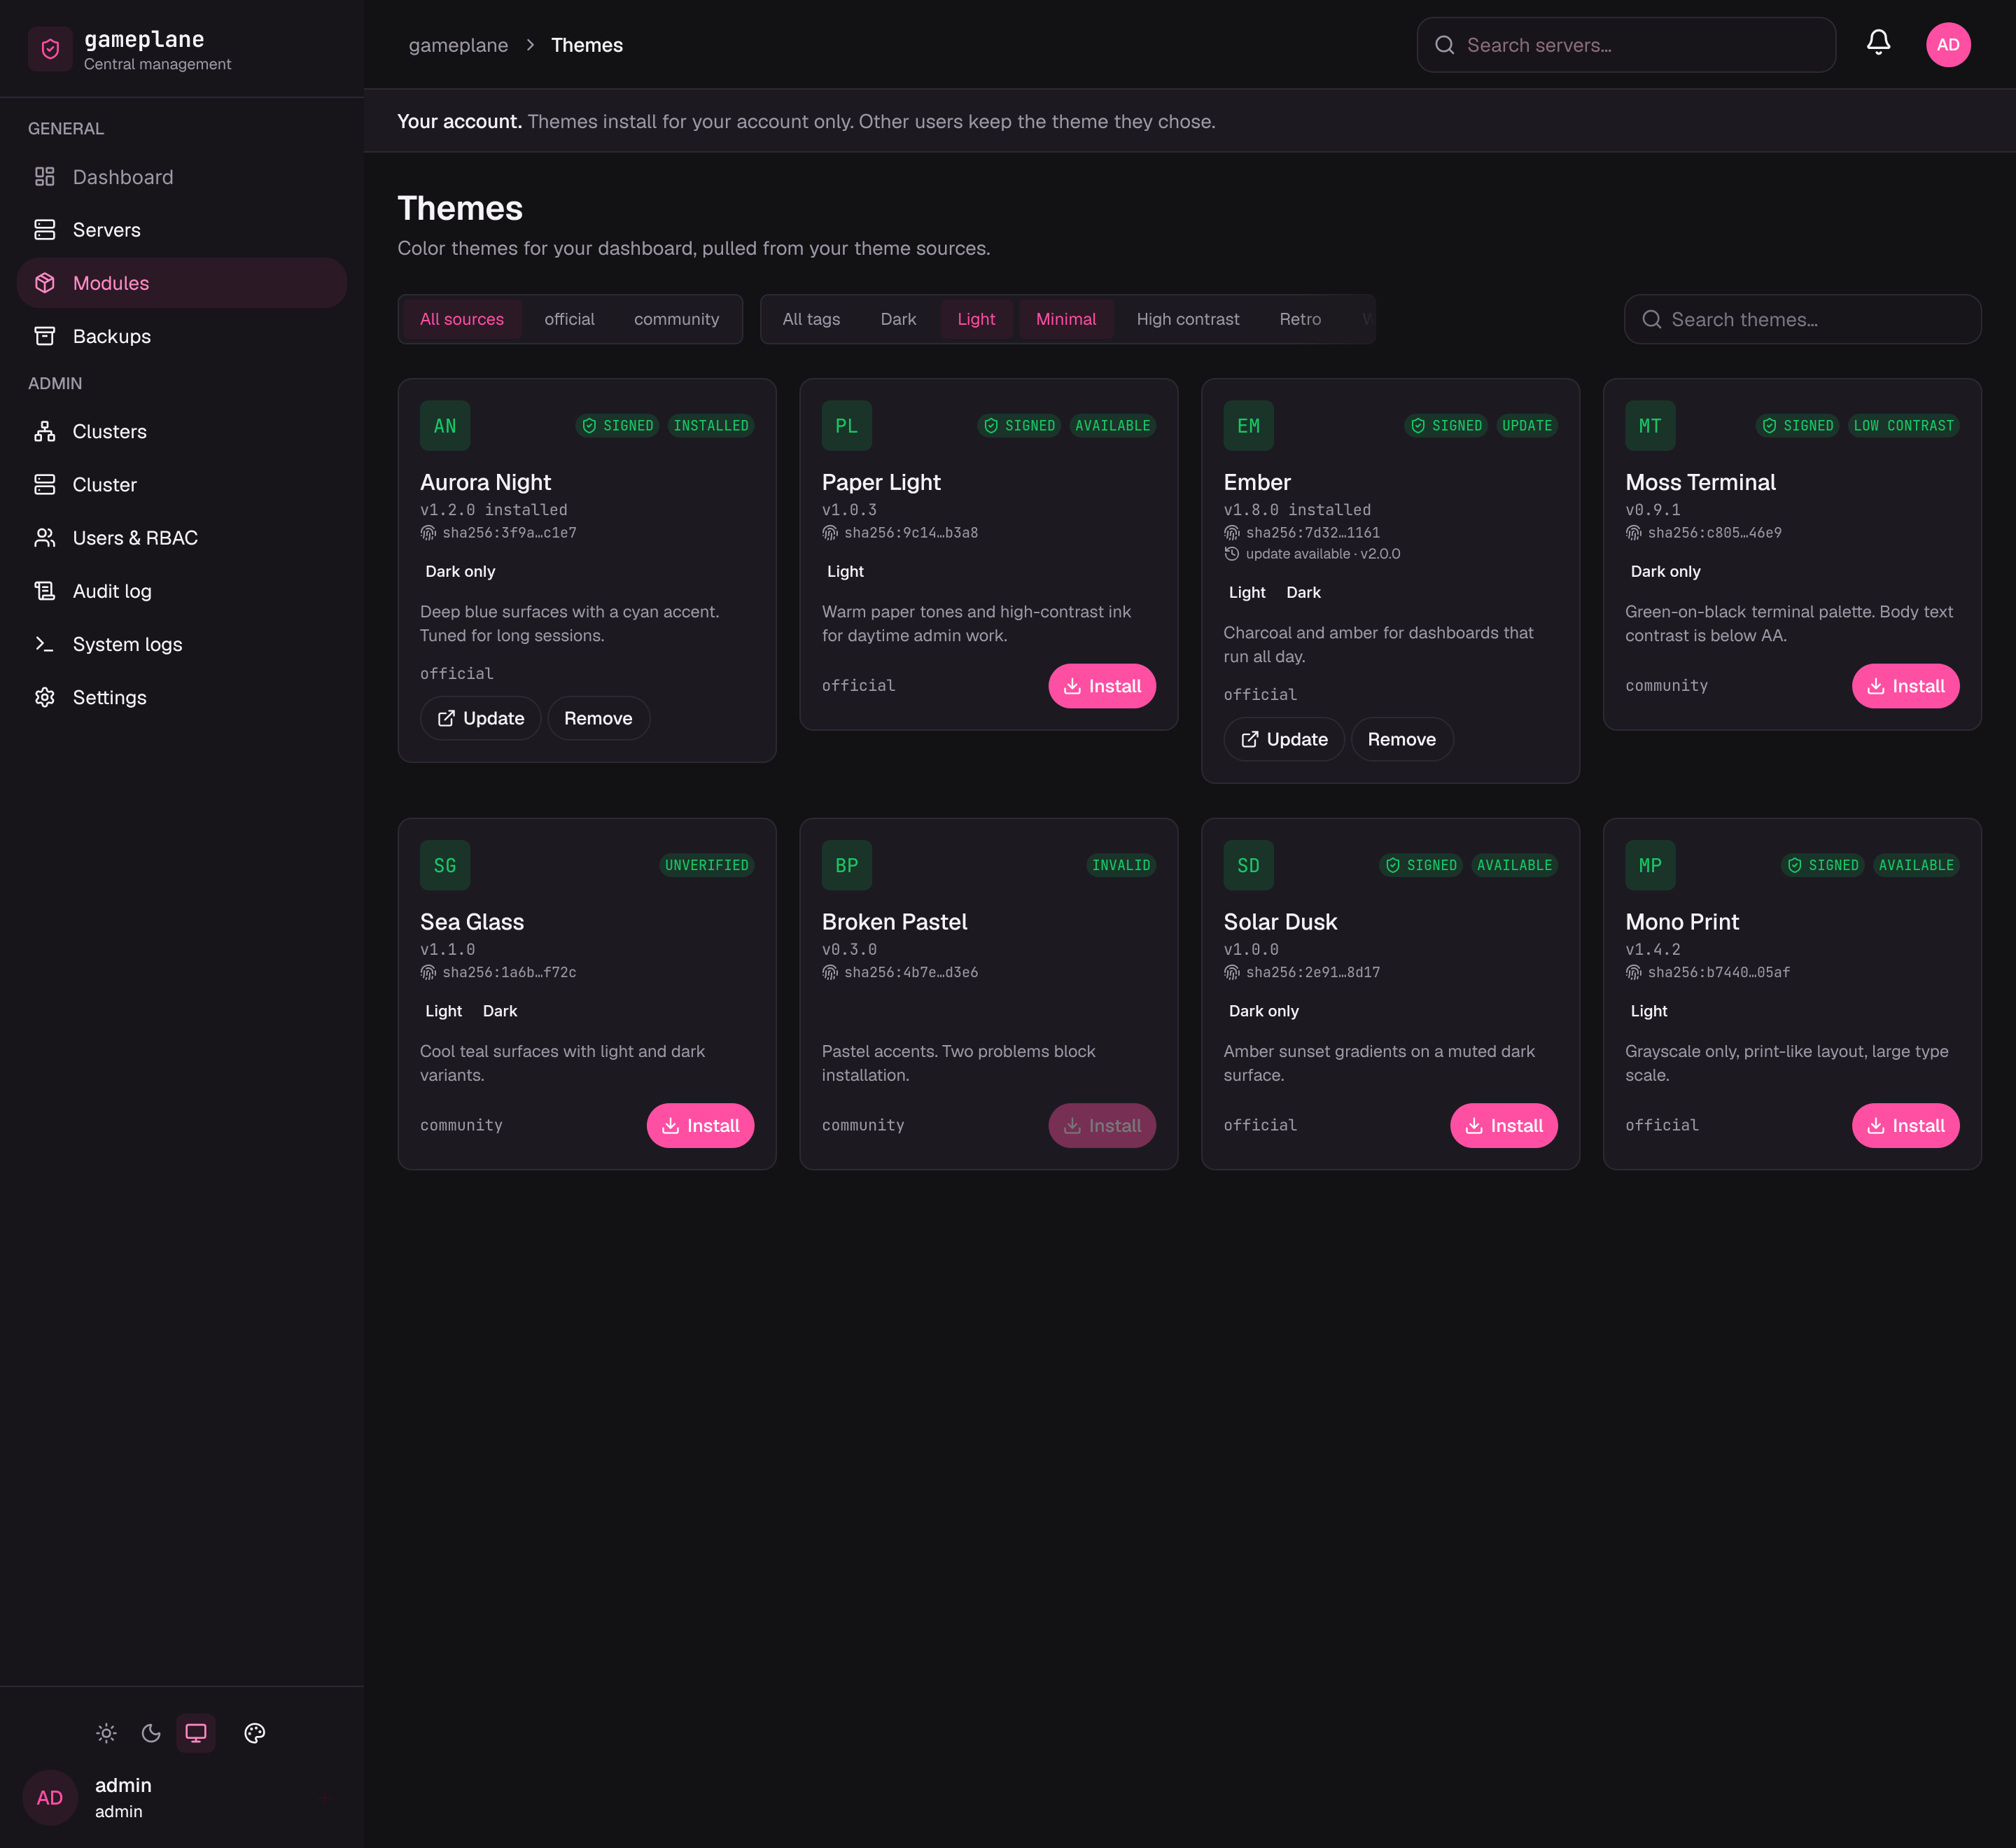 gameplane
Central management
GENERAL
Dashboard
Servers
Modules
Backups
ADMIN
Clusters
Cluster
Users & RBAC
Audit log
System logs
Settings
AD
admin
admin
gameplane > Themes
Search servers...
AD
Your account. Themes install for your account only. Other users keep the theme they chose.
Themes
Color themes for your dashboard, pulled from your theme sources.
All sources official community
All tags Dark Light Minimal High contrast Retro
Search themes...
AN SIGNED INSTALLED
Aurora Night
v1.2.0 installed
sha256:3f9a…c1e7
Dark only
Deep blue surfaces with a cyan accent.
Tuned for long sessions.
official
Update Remove
PL SIGNED AVAILABLE
Paper Light
v1.0.3
sha256:9c14…b3a8
Light
Warm paper tones and high-contrast ink
for daytime admin work.
official Install
EM SIGNED UPDATE
Ember
v1.8.0 installed
sha256:7d32…1161
update available · v2.0.0
Light Dark
Charcoal and amber for dashboards that
run all day.
official
Update Remove
MT SIGNED LOW CONTRAST
Moss Terminal
v0.9.1
sha256:c805…46e9
Dark only
Green-on-black terminal palette. Body text
contrast is below AA.
community Install
SG UNVERIFIED
Sea Glass
v1.1.0
sha256:1a6b…f72c
Light Dark
Cool teal surfaces with light and dark
variants.
community Install
BP INVALID
Broken Pastel
v0.3.0
sha256:4b7e…d3e6
Pastel accents. Two problems block
installation.
community Install
SD SIGNED AVAILABLE
Solar Dusk
v1.0.0
sha256:2e91…8d17
Dark only
Amber sunset gradients on a muted dark
surface.
official Install
MP SIGNED AVAILABLE
Mono Print
v1.4.2
sha256:b7440…05af
Light
Grayscale only, print-like layout, large type
scale.
official Install